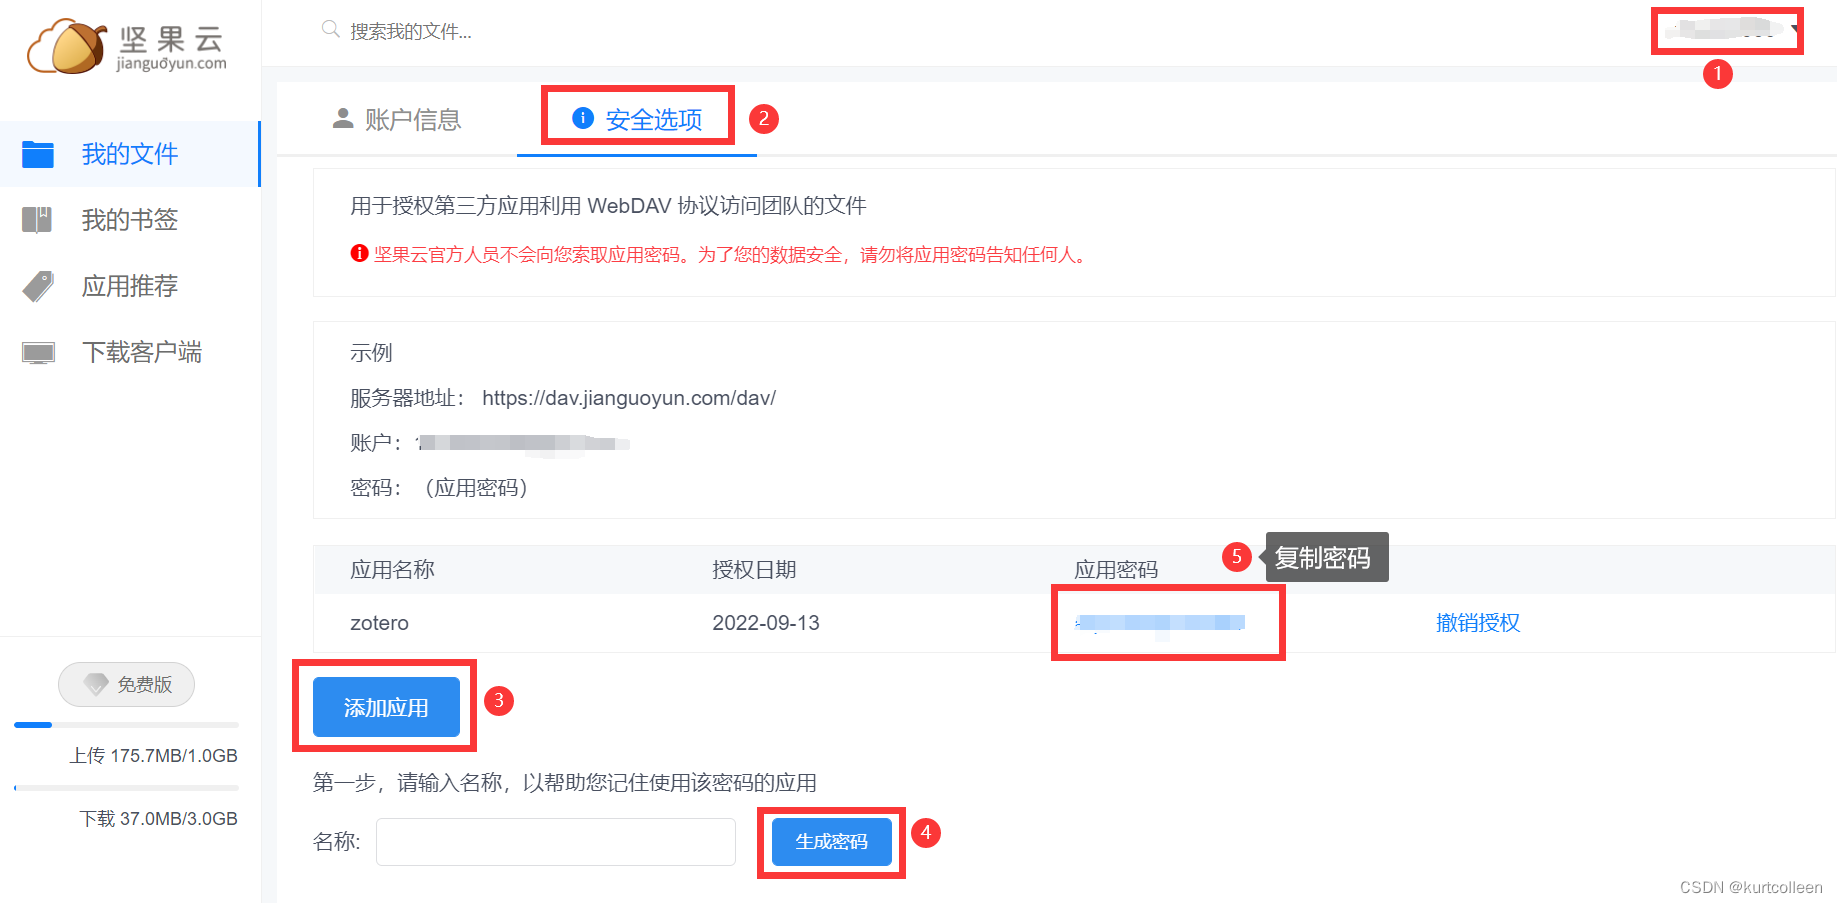 坚果云
jianguoyun.com
搜索我的文件...
1
我的文件
我的书签
应用推荐
下载客户端
免费版
上传 175.7MB/1.0GB
下载 37.0MB/3.0GB
账户信息
安全选项
2
用于授权第三方应用利用 WebDAV 协议访问团队的文件
坚果云官方人员不会向您索取应用密码。为了您的数据安全，请勿将应用密码告知任何人。
示例
服务器地址： https://dav.jianguoyun.com/dav/
账户：
密码： （应用密码）
5 复制密码
应用名称 授权日期 应用密码
zotero 2022-09-13 撤销授权
添加应用 3
第一步，请输入名称，以帮助您记住使用该密码的应用
名称: 生成密码 4
CSDN @kurtcolleen